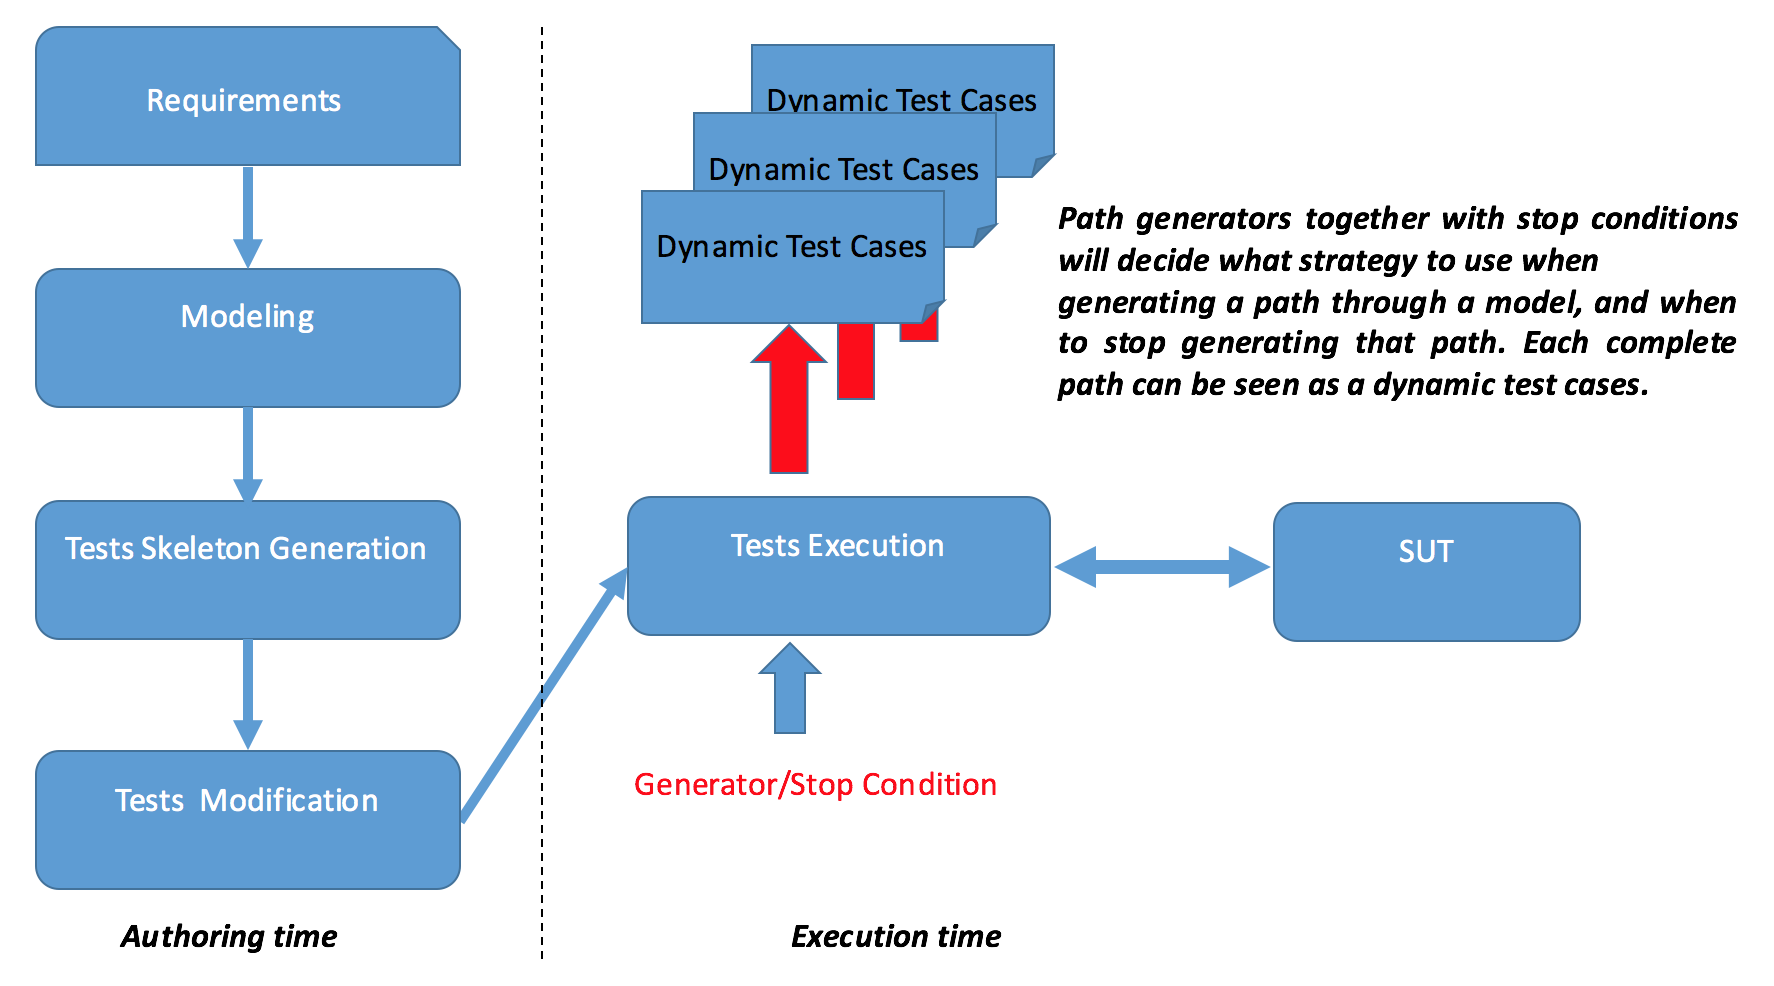 Requirements
Modeling
Tests Skeleton Generation
Tests  Modification
Authoring time
Dynamic Test Cases
Dynamic Test Cases
Dynamic Test Cases
Path generators together with stop conditions
will decide what strategy to use when
generating a path through a model, and when
to stop generating that path. Each complete
path can be seen as a dynamic test cases.
Tests Execution
SUT
Generator/Stop Condition
Execution time